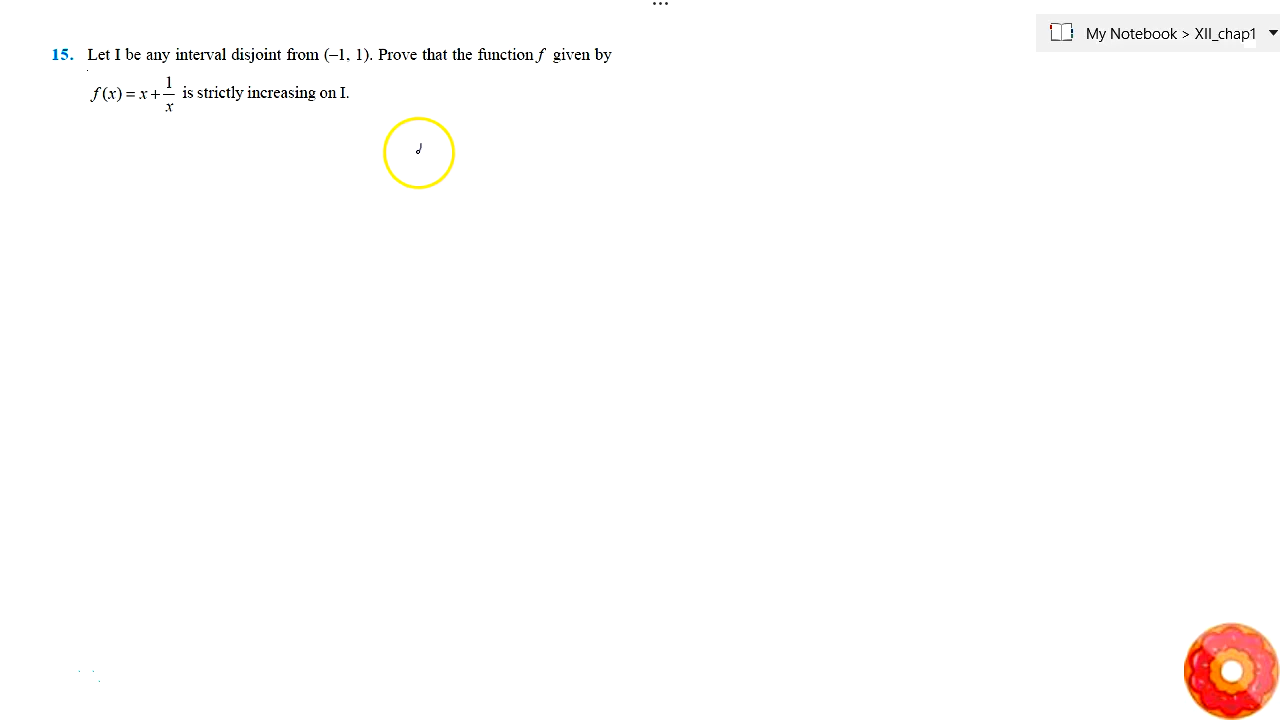 ...
My Notebook > XII_chap1
15. Let I be any interval disjoint from (–1, 1). Prove that the function f given by
f(x) = x + 1/x is strictly increasing on I.